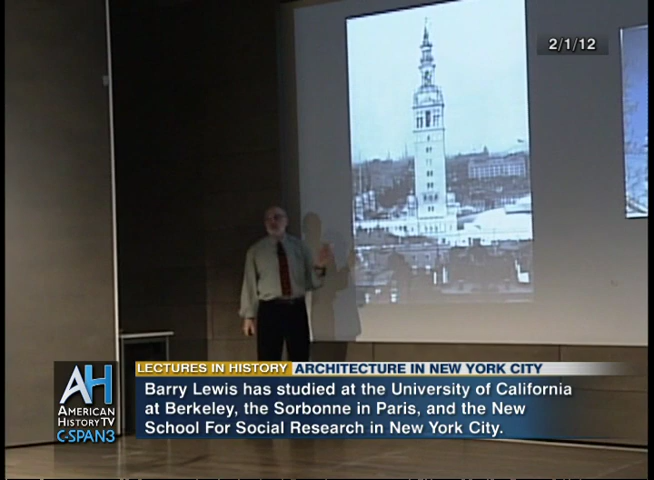 2/1/12
LECTURES IN HISTORY ARCHITECTURE IN NEW YORK CITY
AH
AMERICAN
HISTORY TV
C-SPAN3
Barry Lewis has studied at the University of California
at Berkeley, the Sorbonne in Paris, and the New
School For Social Research in New York City.